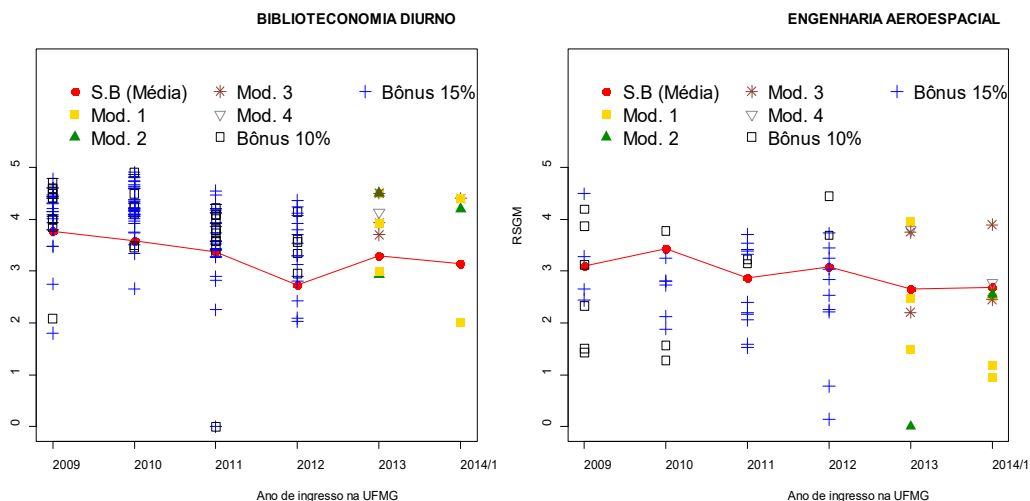 BIBLIOTECONOMIA DIURNO
S.B (Média)
Mod. 1
Mod. 2
Mod. 3
Mod. 4
Bônus 10%
Bônus 15%
5
4
3
2
1
0
2009
2010
2011
2012
2013
2014/1
Ano de ingresso na UFMG
ENGENHARIA AEROESPACIAL
S.B (Média)
Mod. 1
Mod. 2
Mod. 3
Mod. 4
Bônus 10%
Bônus 15%
RSGM
5
4
3
2
1
0
2009
2010
2011
2012
2013
2014/1
Ano de ingresso na UFMG